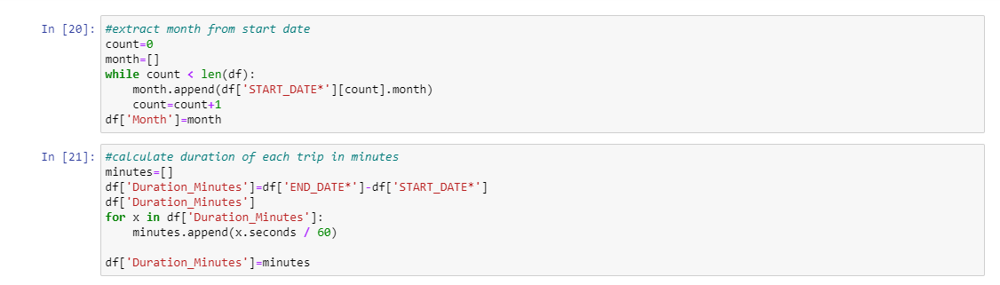 In [20]: #extract month from start date
count=0
month=[]
while count < len(df):
    month.append(df['START_DATE*'][count].month)
    count=count+1
df['Month']=month
In [21]: #calculate duration of each trip in minutes
minutes=[]
df['Duration_Minutes']=df['END_DATE*']-df['START_DATE*']
df['Duration_Minutes']
for x in df['Duration_Minutes']:
    minutes.append(x.seconds / 60)
df['Duration_Minutes']=minutes